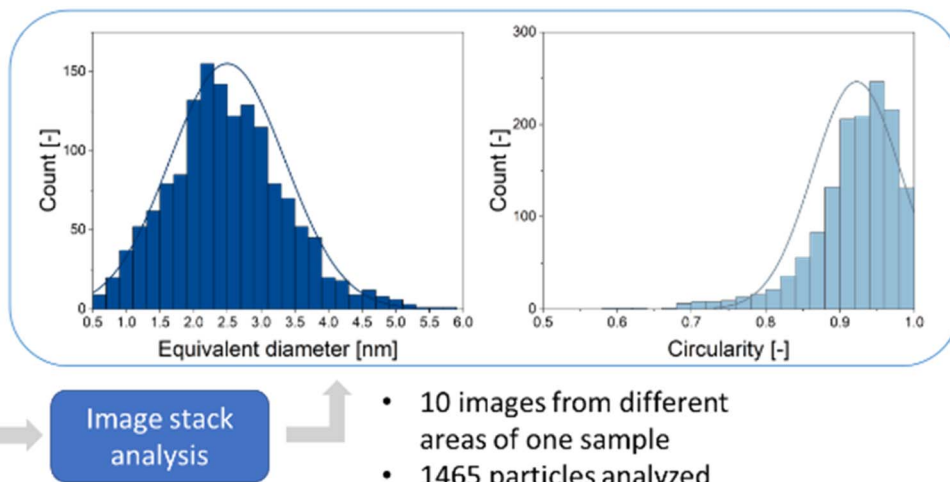 150
100
50
0
Count [-]
0.5 1.0 1.5 2.0 2.5 3.0 3.5 4.0 4.5 5.0 5.5 6.0
Equivalent diameter [nm]
300
200
100
0
Count [-]
0.5 0.6 0.7 0.8 0.9 1.0
Circularity [-]
Image stack
analysis
• 10 images from different
areas of one sample
• 1465 particles analyzed